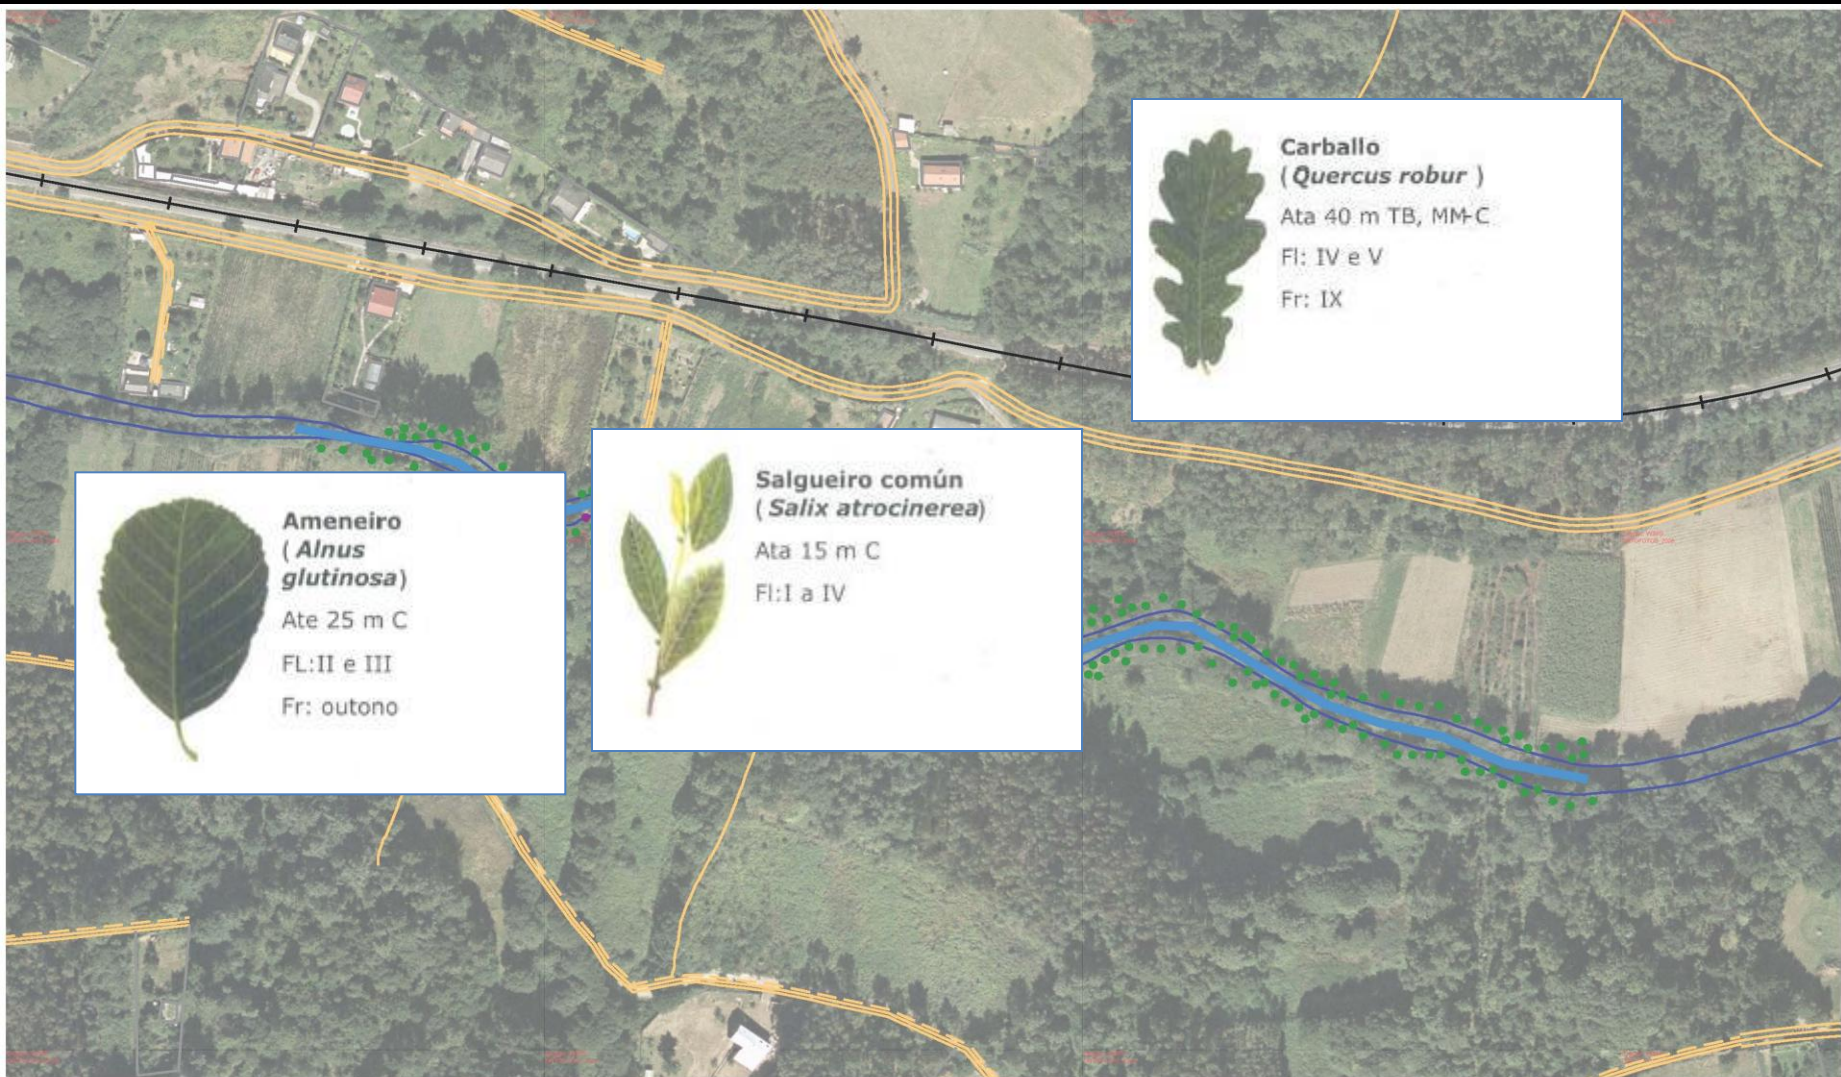 Carballo
(Quercus robur )
Ata 40 m TB, MM-C
Fl: IV e V
Fr: IX
Salgueiro común
(Salix atrocinerea)
Ata 15 m C
Fl:I a IV
Ameneiro
(Alnus
glutinosa)
Ate 25 m C
FL:II e III
Fr: outono